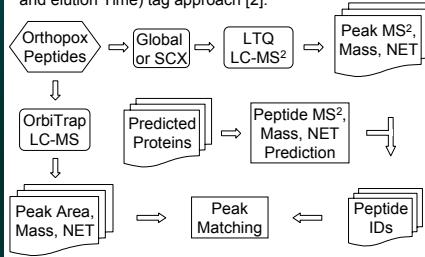 and elution Time) tag approach [2].
Orthopox
Peptides
Global
or SCX
LTQ
LC-MS²
Peak MS²,
Mass, NET
OrbiTrap
LC-MS
Predicted
Proteins
Peptide MS²,
Mass, NET
Prediction
Peak Area,
Mass, NET
Peak
Matching
Peptide
IDs